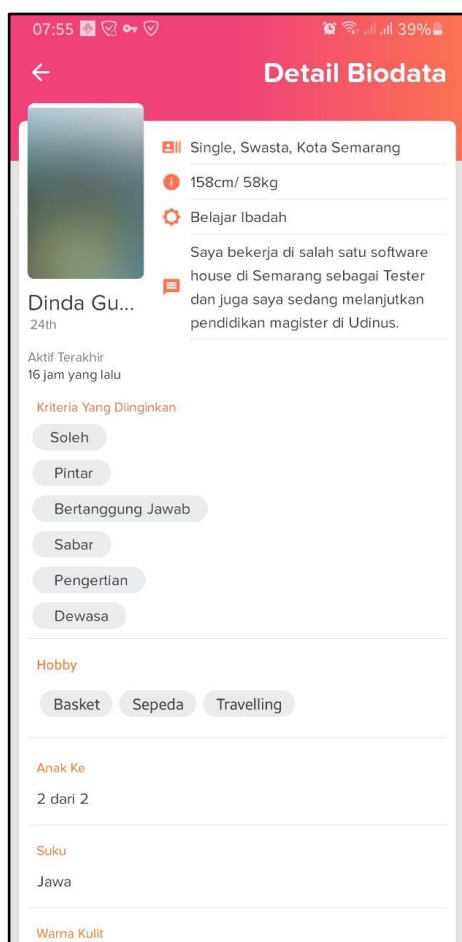 07:55 39%
Detail Biodata
Single, Swasta, Kota Semarang
158cm/ 58kg
Belajar Ibadah
Saya bekerja di salah satu software
house di Semarang sebagai Tester
dan juga saya sedang melanjutkan
pendidikan magister di Udinus.
Dinda Gu...
24th
Aktif Terakhir
16 jam yang lalu
Kriteria Yang Diinginkan
Soleh
Pintar
Bertanggung Jawab
Sabar
Pengertian
Dewasa
Hobby
Basket Sepeda Travelling
Anak Ke
2 dari 2
Suku
Jawa
Warna Kulit